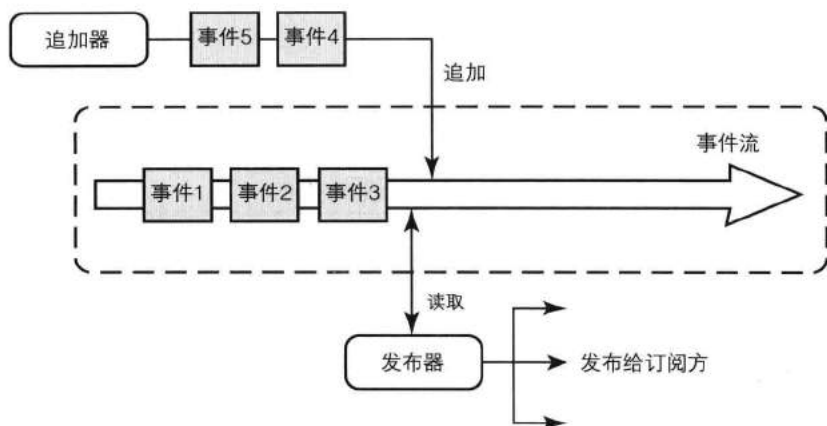 追加器
事件5
事件4
追加
事件流
事件1
事件2
事件3
读取
发布器
发布给订阅方